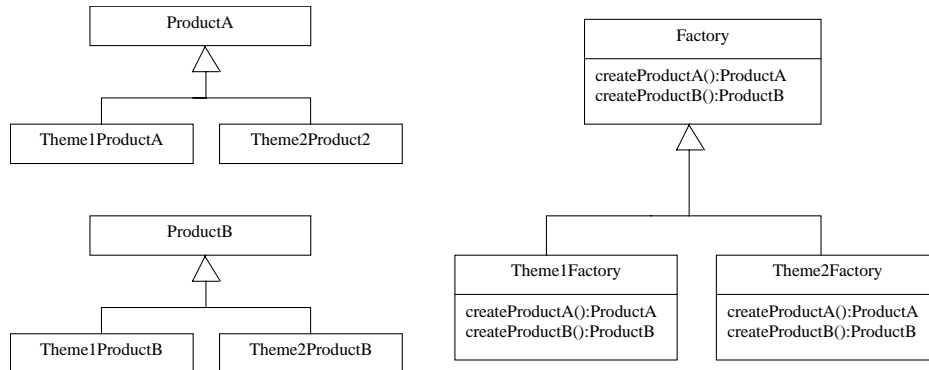 ProductA
Theme1ProductA
Theme2Product2
ProductB
Theme1ProductB
Theme2ProductB
Factory
createProductA():ProductA
createProductB():ProductB
Theme1Factory
createProductA():ProductA
createProductB():ProductB
Theme2Factory
createProductA():ProductA
createProductB():ProductB